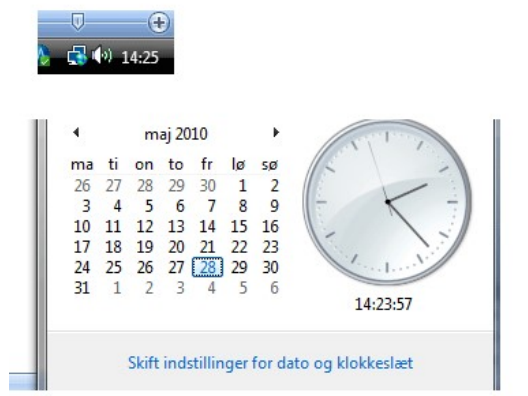 14:25
maj 2010
ma ti on to fr lø sø
26 27 28 29 30 1 2
3 4 5 6 7 8 9
10 11 12 13 14 15 16
17 18 19 20 21 22 23
24 25 26 27 28 29 30
31 1 2 3 4 5 6
14:23:57
Skift indstillinger for dato og klokkeslæt